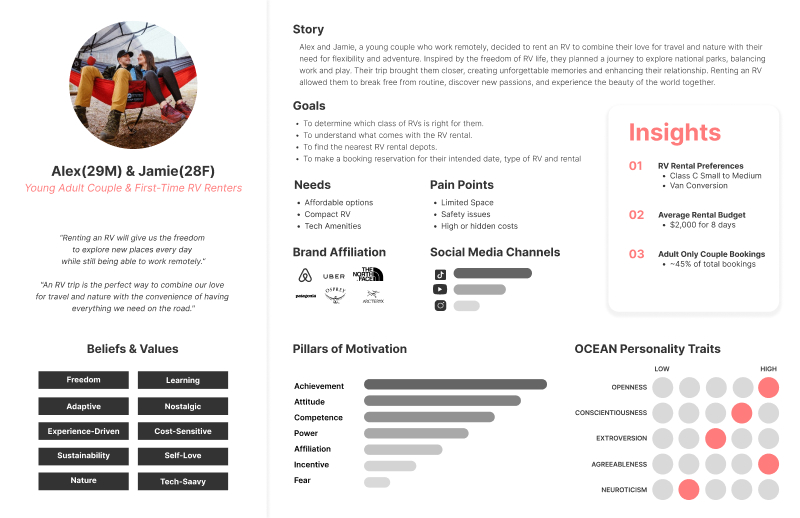 Alex(29M) & Jamie(28F)
Young Adult Couple & First-Time RV Renters
"Renting an RV will give us the freedom
to explore new places every day
while still being able to work remotely."
"An RV trip is the perfect way to combine our love
for travel and nature with the convenience of having
everything we need on the road."
Beliefs & Values
Freedom
Learning
Adaptive
Nostalgic
Experience-Driven
Cost-Sensitive
Sustainability
Self-Love
Nature
Tech-Saavy
Story
Alex and Jamie, a young couple who work remotely, decided to rent an RV to combine their love for travel and nature with their
need for flexibility and adventure. Inspired by the freedom of RV life, they planned a journey to explore national parks, balancing
work and play. Their trip brought them closer, creating unforgettable memories and enhancing their relationship. Renting an RV
allowed them to break free from routine, discover new passions, and experience the beauty of the world together.
Goals
• To determine which class of RVs is right for them.
• To understand what comes with the RV rental.
• To find the nearest RV rental depots.
• To make a booking reservation for their intended date, type of RV and rental
Needs
• Affordable options
• Compact RV
• Tech Amenities
Pain Points
• Limited Space
• Safety issues
• High or hidden costs
Brand Affiliation
UBER
THE
NORTH
FACE
patagonia
OSPREY
ARC'TERYX
Social Media Channels
Insights
01 RV Rental Preferences
• Class C Small to Medium
• Van Conversion
02 Average Rental Budget
• $2,000 for 8 days
03 Adult Only Couple Bookings
• ~45% of total bookings
Pillars of Motivation
Achievement
Attitude
Competence
Power
Affiliation
Incentive
Fear
OCEAN Personality Traits
LOW HIGH
OPENNESS
CONSCIENTIOUSNESS
EXTROVERSION
AGREEABLENESS
NEUROTICISM